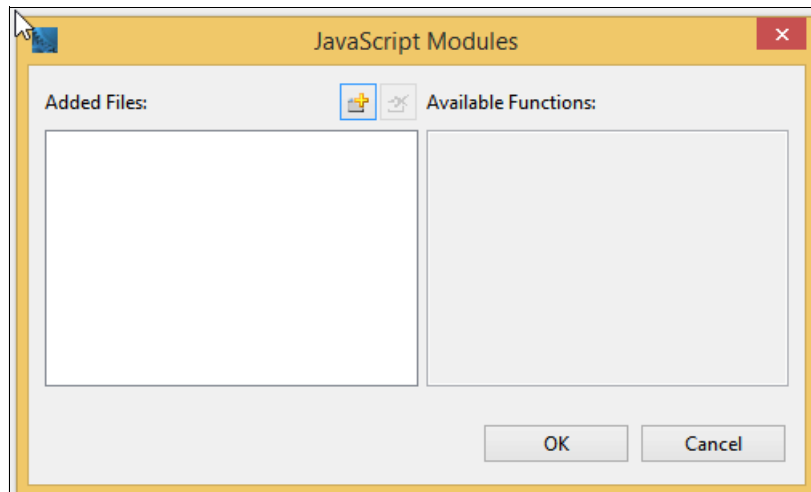 JavaScript Modules
Added Files:
Available Functions:
OK
Cancel